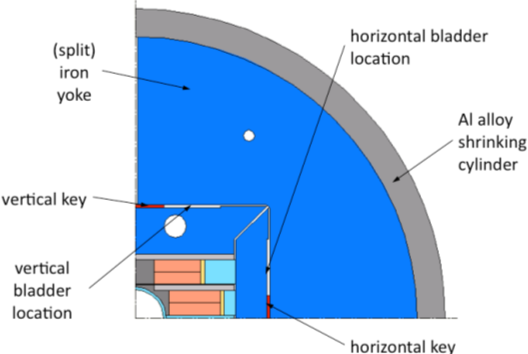 (split)
iron
yoke
horizontal bladder
location
Al alloy
shrinking
cylinder
vertical key
vertical
bladder
location
horizontal key